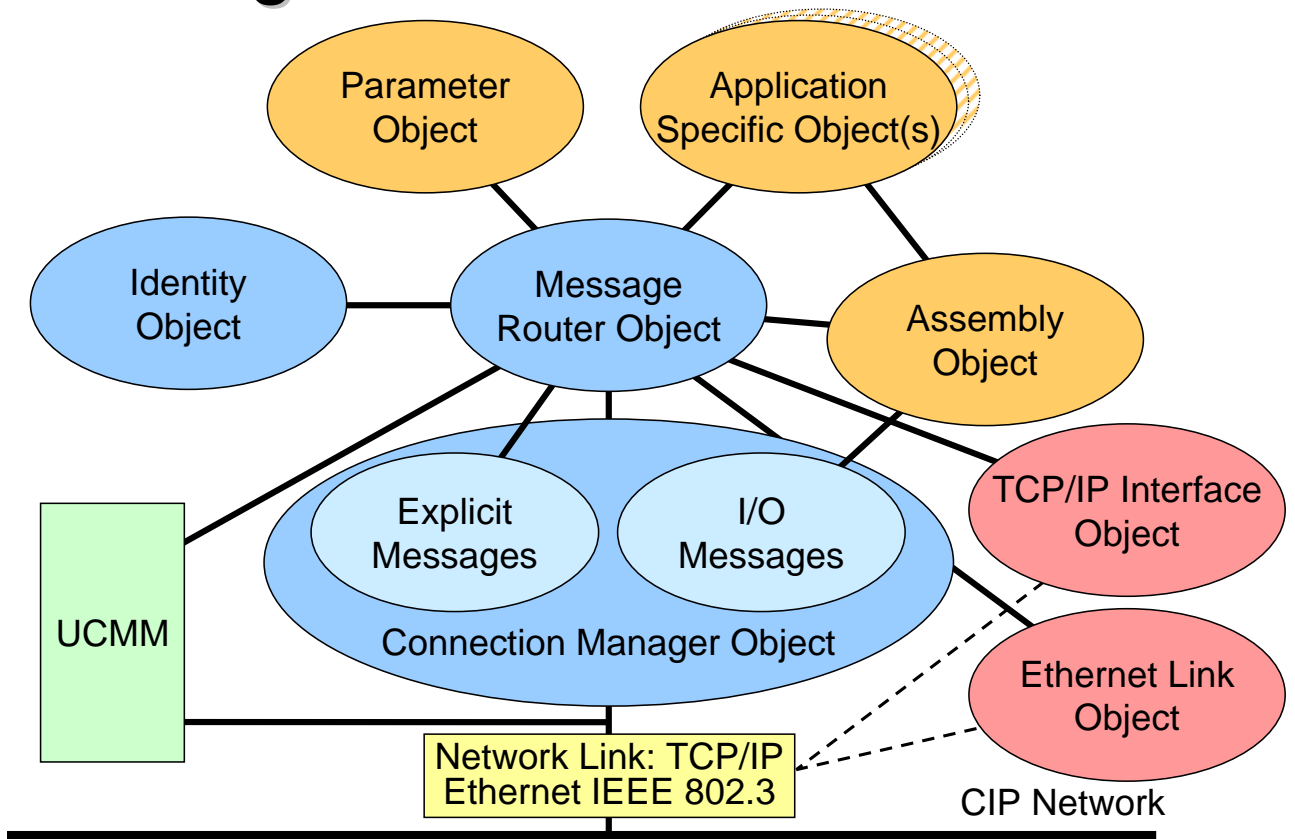 Parameter
Object
Application
Specific Object(s)
Identity
Object
Message
Router Object
Assembly
Object
TCP/IP Interface
Object
Explicit
Messages
I/O
Messages
UCMM
Connection Manager Object
Ethernet Link
Object
Network Link: TCP/IP
Ethernet IEEE 802.3
CIP Network